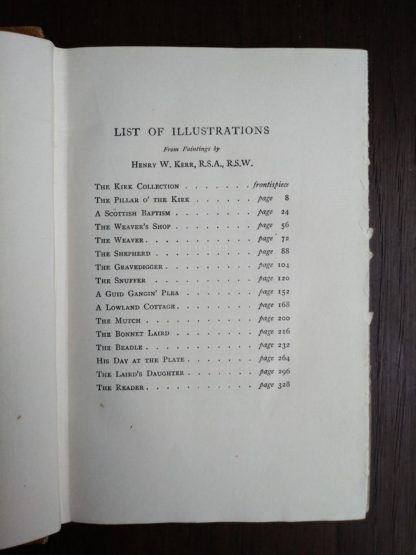 LIST OF ILLUSTRATIONS
From Paintings by
HENRY W. KERR, R.S.A., R.S.W.
THE KIRK COLLECTION . . . . . . . frontispiece
THE PILLAR O' THE KIRK . . . . . . page 8
A SCOTTISH BAPTISM . . . . . . . page 24
THE WEAVER'S SHOP . . . . . . . page 56
THE WEAVER . . . . . . . . . page 72
THE SHEPHERD . . . . . . . . page 88
THE GRAVEDIGGER . . . . . . . . page 104
THE SNUFFER . . . . . . . . page 120
A GUID GANGIN' PLEA . . . . . . . page 152
A LOWLAND COTTAGE . . . . . . . page 168
THE MUTCH . . . . . . . . . page 200
THE BONNET LAIRD . . . . . . . page 216
THE BEADLE . . . . . . . . . page 232
HIS DAY AT THE PLATE . . . . . . . page 264
THE LAIRD'S DAUGHTER . . . . . . page 296
THE READER . . . . . . . . . page 328